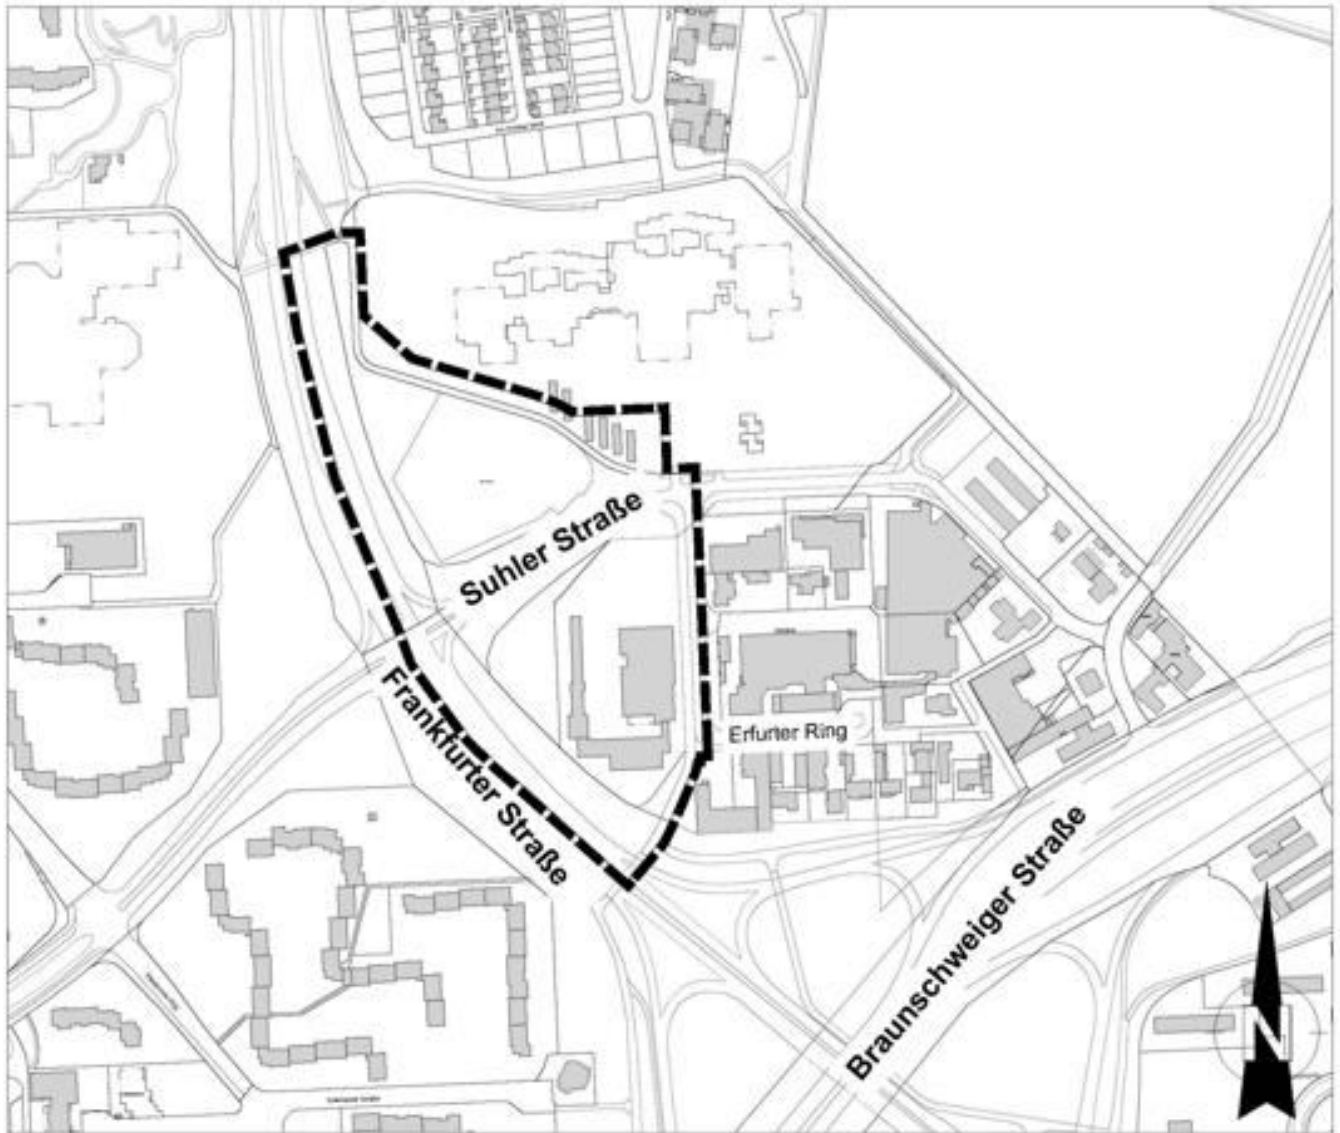 Suhler Straße
Frankfurter Straße
Erfurter Ring
Braunschweiger Straße
N